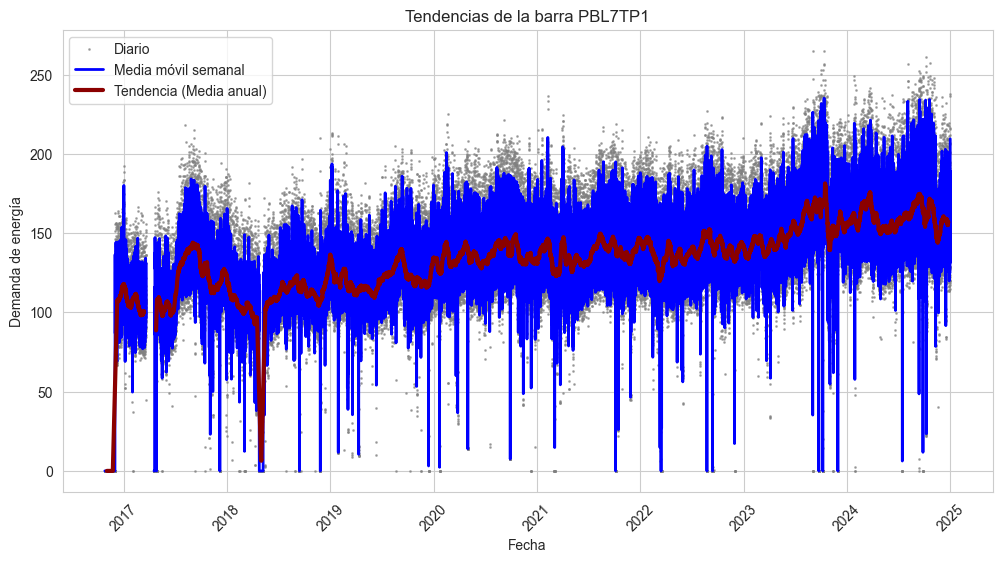 Tendencias de la barra PBL7TP1
Diario
Media móvil semanal
Tendencia (Media anual)
Demanda de energía
250
200
150
100
50
0
2017
2018
2019
2020
2021
2022
2023
2024
2025
Fecha